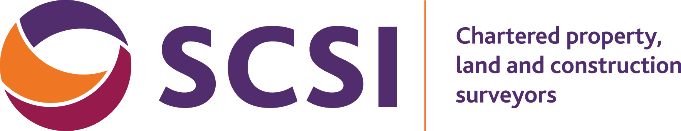 SCSI
Chartered property,
land and construction
surveyors